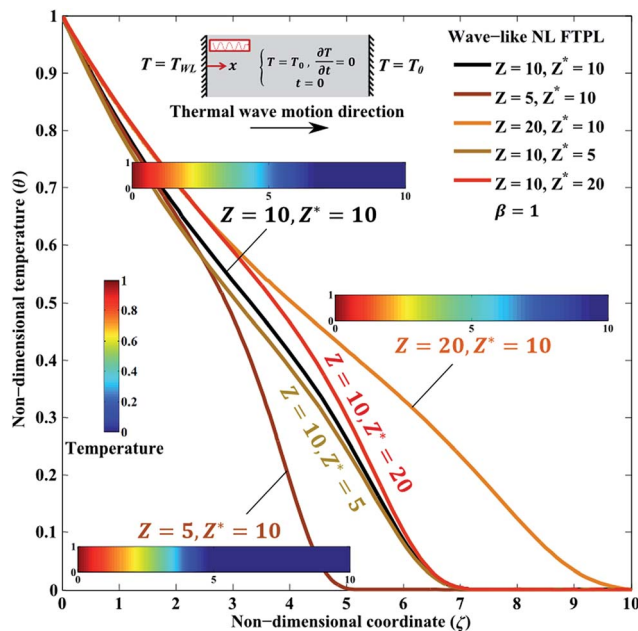 Wave-like NL FTPL
Z = 10, Z* = 10
Z = 5, Z* = 10
Z = 20, Z* = 10
Z = 10, Z* = 5
Z = 10, Z* = 20
β = 1
T = T_WL
x
T = T_0 , ∂T/∂t = 0
t = 0
T = T_0
Thermal wave motion direction
1
0
0 5 10
Z = 10, Z* = 10
1
0
0 5 10
Z = 20, Z* = 10
1
0.8
0.6
0.4
0.2
0
Temperature
Z = 10, Z* = 20
Z = 10, Z* = 5
Z = 5, Z* = 10
1
0
0 5 10
Non-dimensional temperature (θ)
1
0.9
0.8
0.7
0.6
0.5
0.4
0.3
0.2
0.1
0
0 1 2 3 4 5 6 7 8 9 10
Non-dimensional coordinate (ζ)